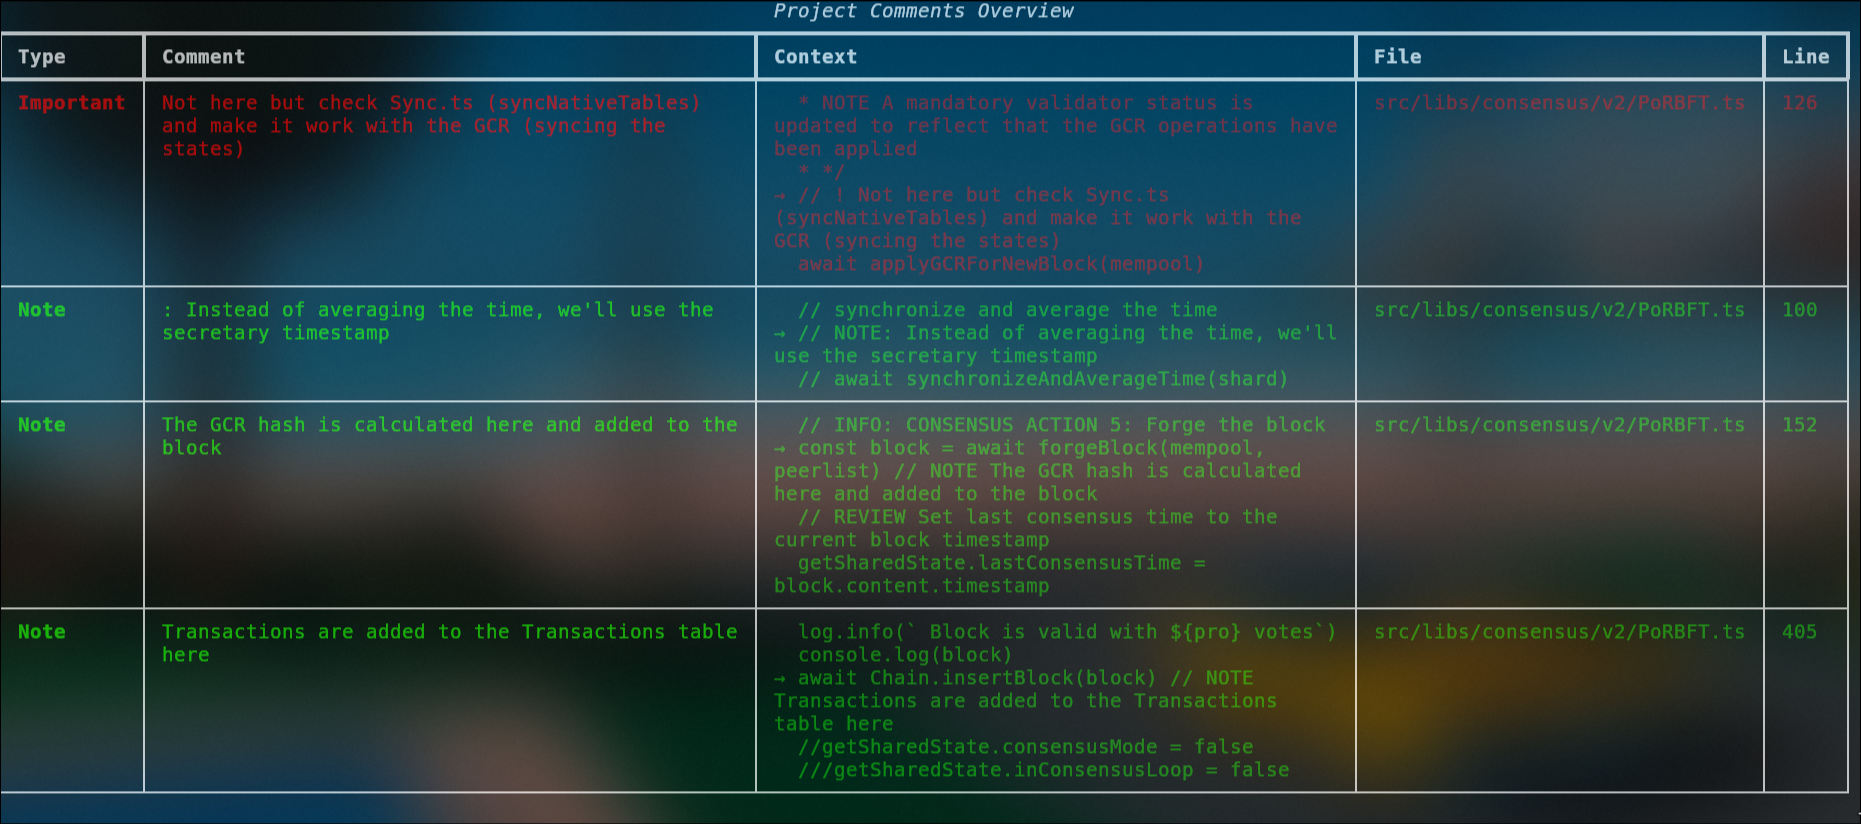 Project Comments Overview
Type
Comment
Context
File
Line
Important
Not here but check Sync.ts (syncNativeTables)
and make it work with the GCR (syncing the
states)
* NOTE A mandatory validator status is
updated to reflect that the GCR operations have
been applied
* */
→ // ! Not here but check Sync.ts
(syncNativeTables) and make it work with the
GCR (syncing the states)
await applyGCRForNewBlock(mempool)
src/libs/consensus/v2/PoRBFT.ts
126
Note
: Instead of averaging the time, we'll use the
secretary timestamp
// synchronize and average the time
→ // NOTE: Instead of averaging the time, we'll
use the secretary timestamp
// await synchronizeAndAverageTime(shard)
src/libs/consensus/v2/PoRBFT.ts
100
Note
The GCR hash is calculated here and added to the
block
// INFO: CONSENSUS ACTION 5: Forge the block
→ const block = await forgeBlock(mempool,
peerlist) // NOTE The GCR hash is calculated
here and added to the block
// REVIEW Set last consensus time to the
current block timestamp
getSharedState.lastConsensusTime =
block.content.timestamp
src/libs/consensus/v2/PoRBFT.ts
152
Note
Transactions are added to the Transactions table
here
log.info(` Block is valid with ${pro} votes`)
console.log(block)
→ await Chain.insertBlock(block) // NOTE
Transactions are added to the Transactions
table here
//getSharedState.consensusMode = false
///getSharedState.inConsensusLoop = false
src/libs/consensus/v2/PoRBFT.ts
405